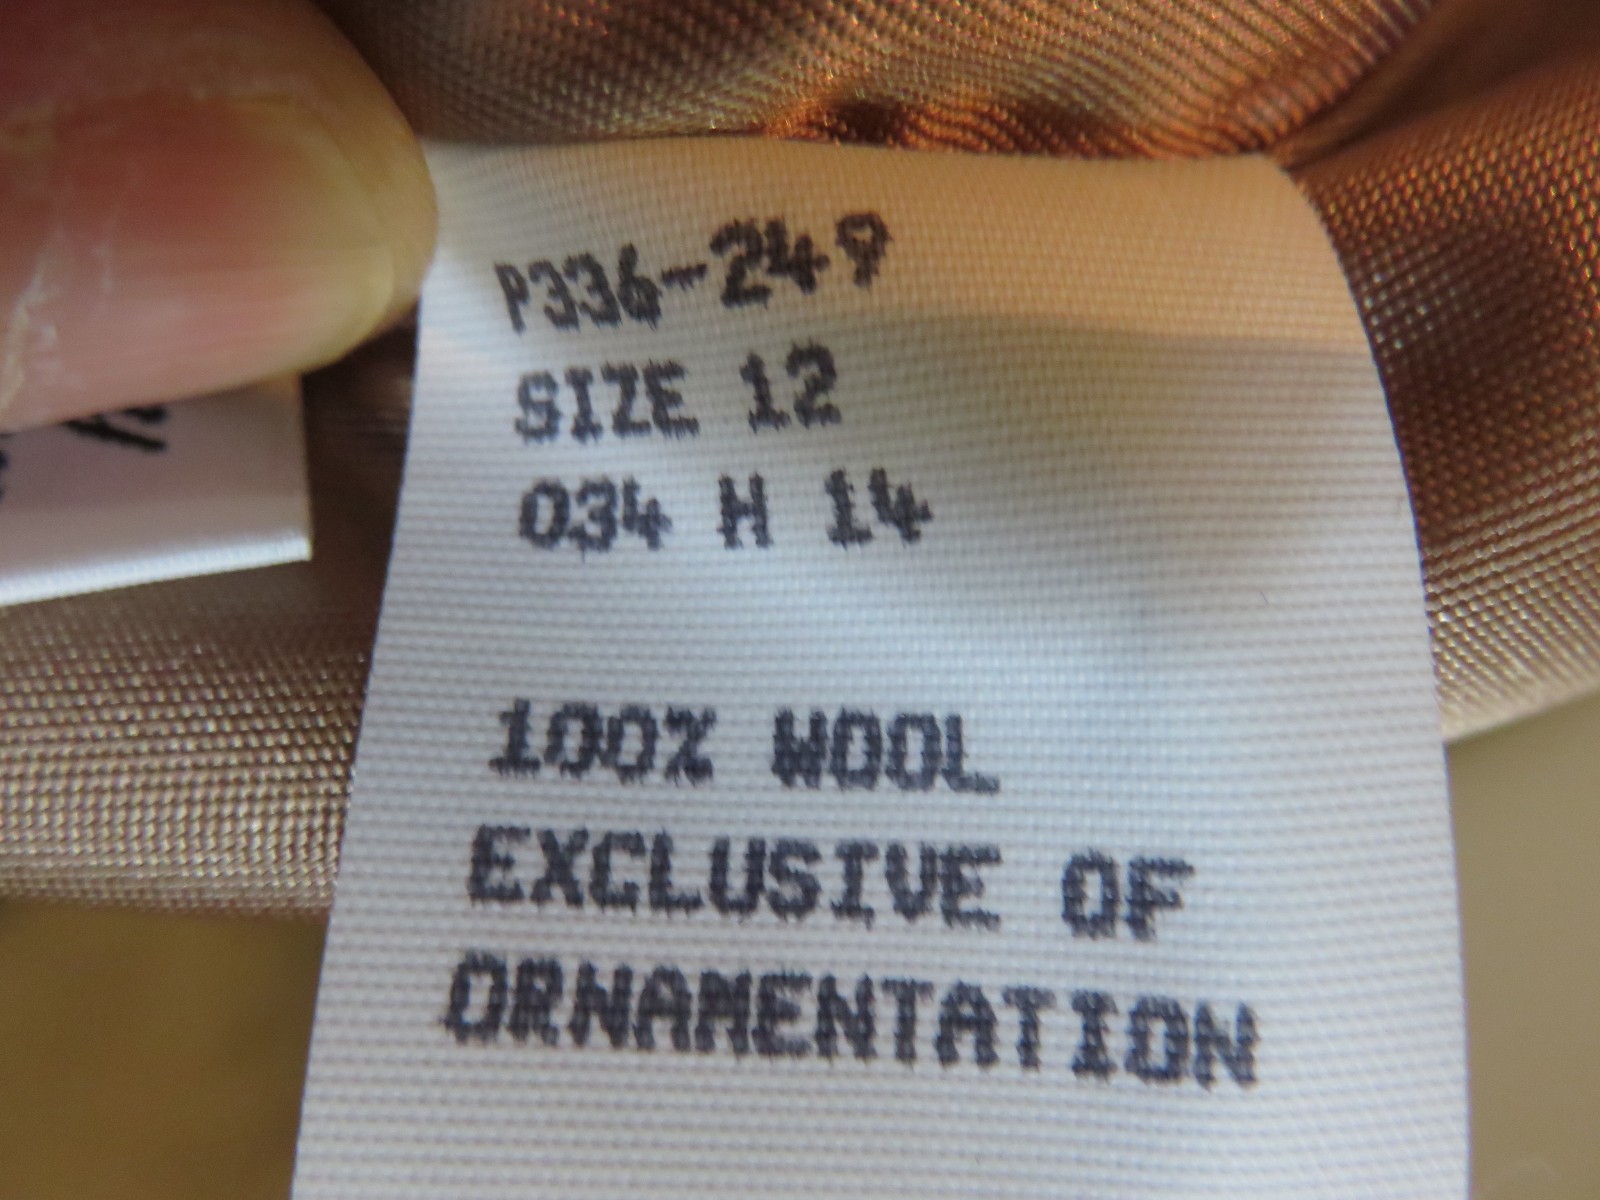 P336-249
SIZE 12
034 H 14
100% WOOL
EXCLUSIVE OF
ORNAMENTATION